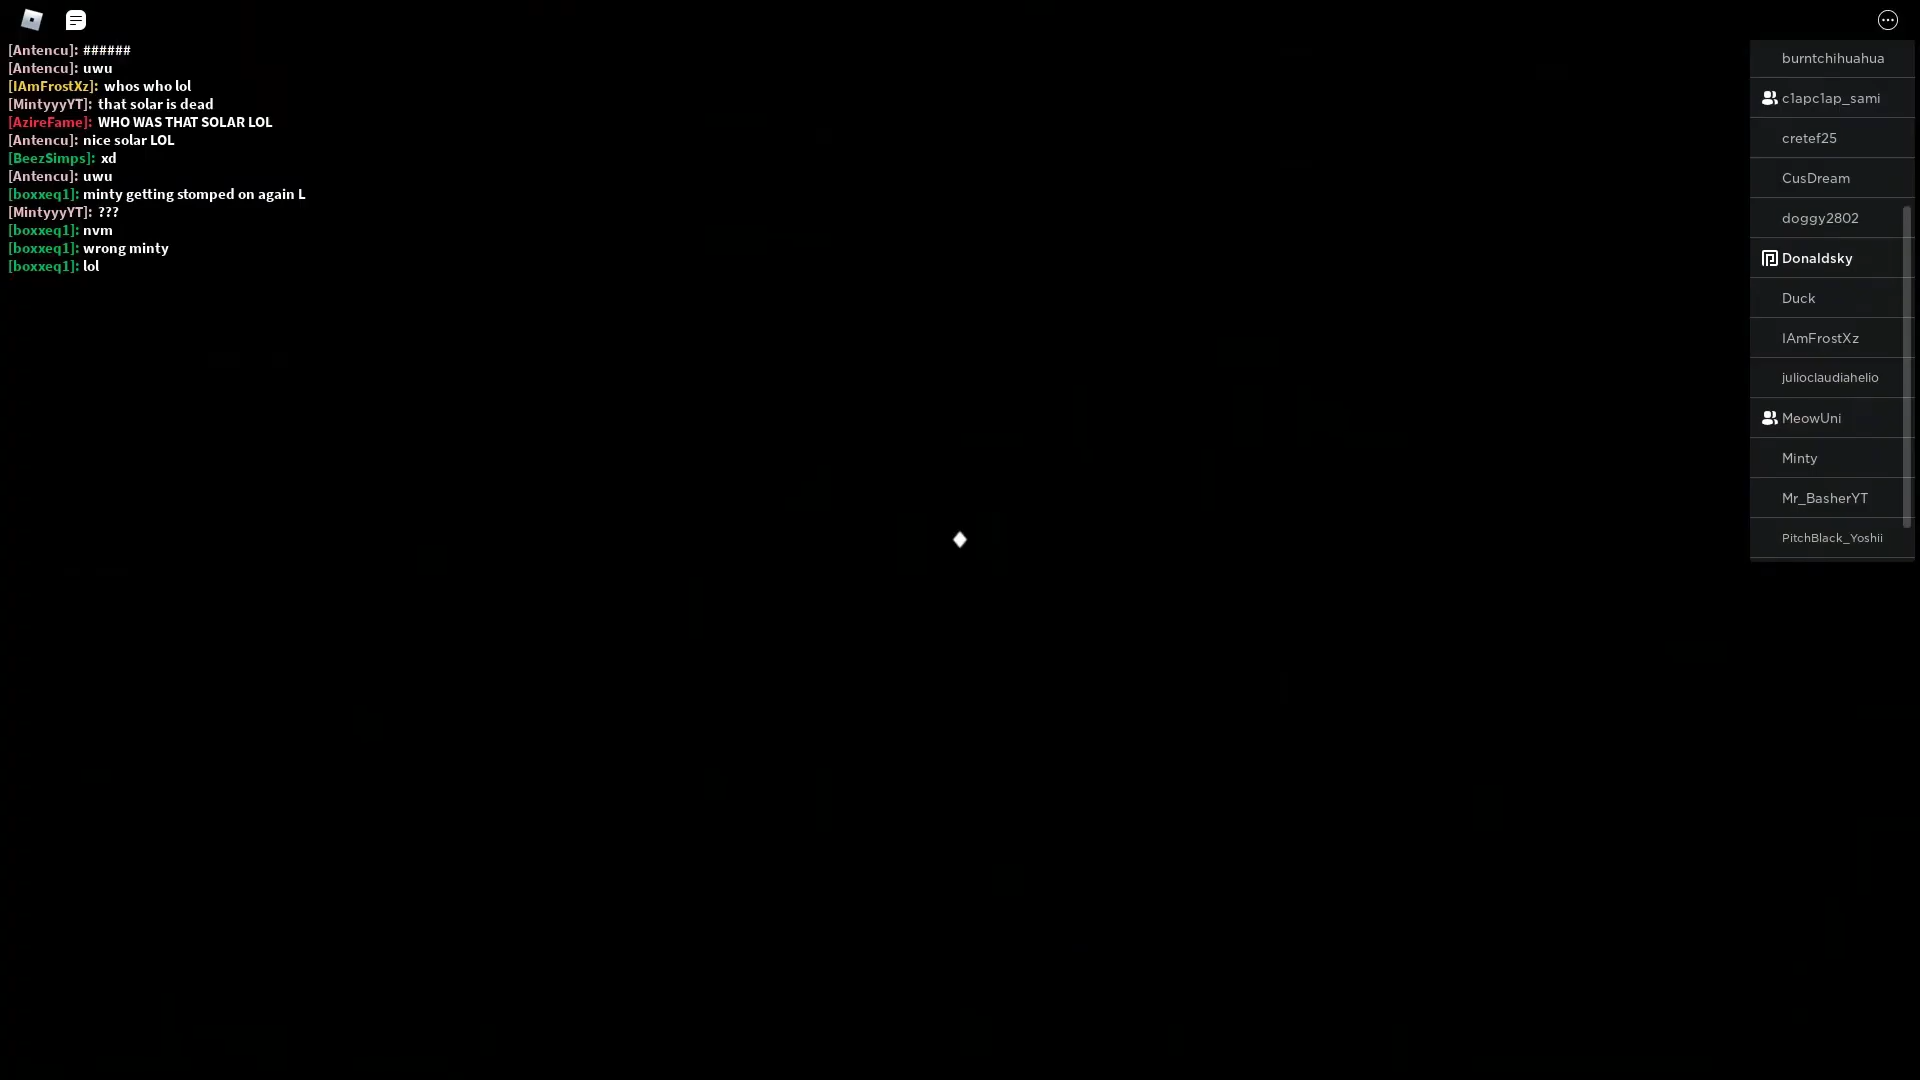 [Antencu]: ######
[Antencu]: uwu
[IAmFrostXz]: whos who lol
[MintyyyYT]: that solar is dead
[AzireFame]: WHO WAS THAT SOLAR LOL
[Antencu]: nice solar LOL
[BeezSimps]: xd
[Antencu]: uwu
[boxxeq1]: minty getting stomped on again L
[MintyyyYT]: ???
[boxxeq1]: nvm
[boxxeq1]: wrong minty
[boxxeq1]: lol
burntchihuahua
c1apc1ap_sami
cretef25
CusDream
doggy2802
Donaldsky
Duck
IAmFrostXz
julioclaudiahelio
MeowUni
Minty
Mr_BasherYT
PitchBlack_Yoshii